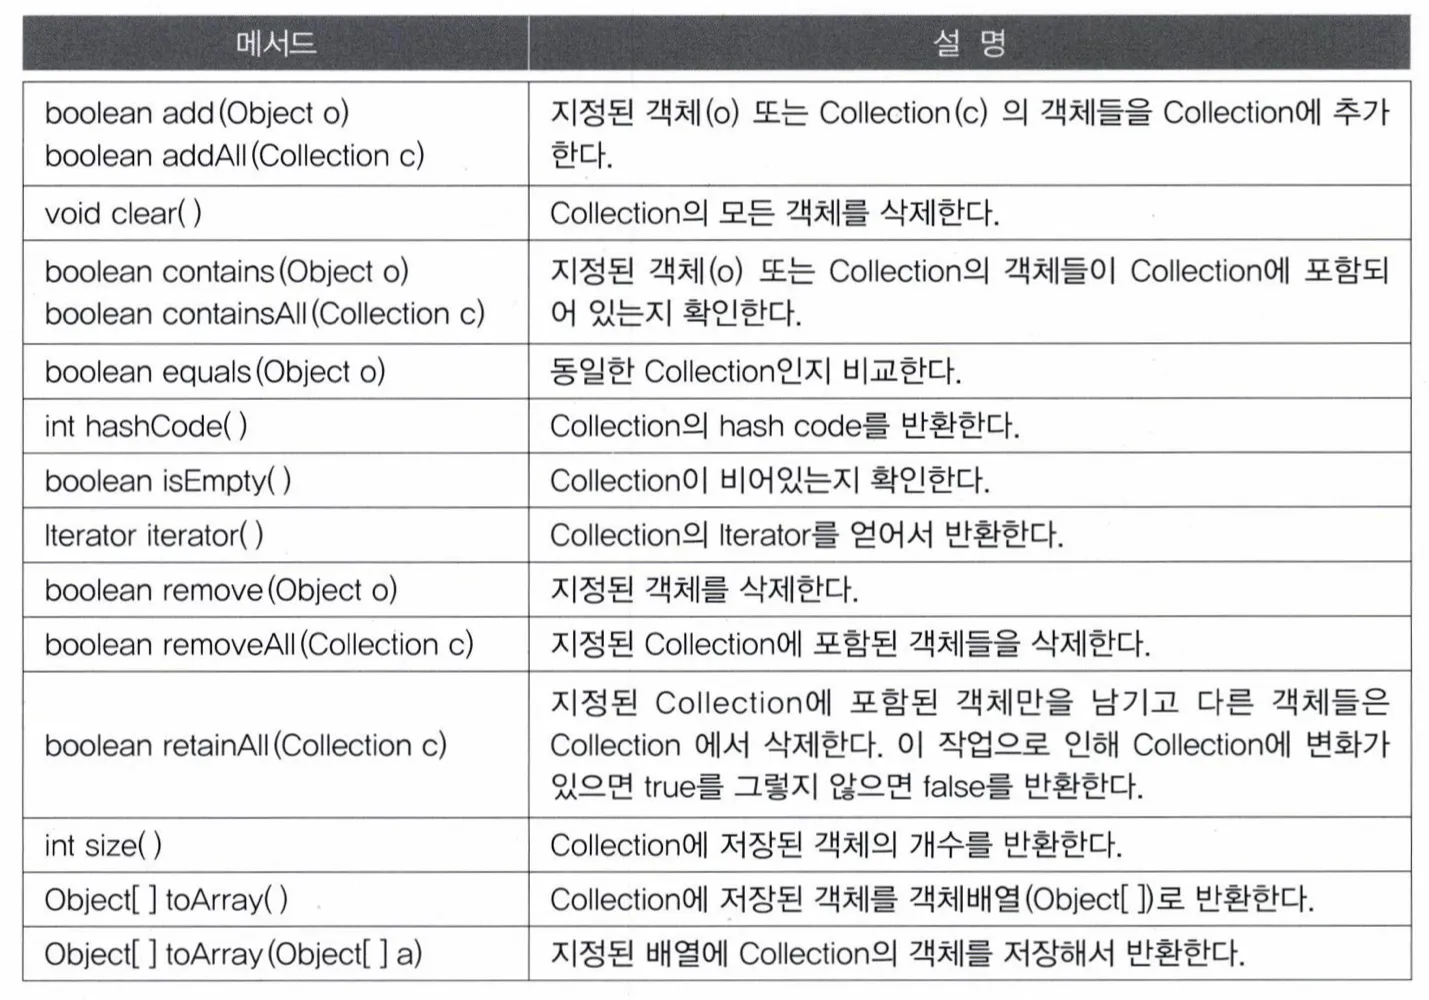 메서드
설 명
boolean add(Object o)
boolean addAll(Collection c)
지정된 객체(o) 또는 Collection(c) 의 객체들을 Collection에 추가
한다.
void clear( )
Collection의 모든 객체를 삭제한다.
boolean contains(Object o)
boolean containsAll(Collection c)
지정된 객체(o) 또는 Collection의 객체들이 Collection에 포함되
어 있는지 확인한다.
boolean equals(Object o)
동일한 Collection인지 비교한다.
int hashCode( )
Collection의 hash code를 반환한다.
boolean isEmpty( )
Collection이 비어있는지 확인한다.
Iterator iterator( )
Collection의 Iterator를 얻어서 반환한다.
boolean remove(Object o)
지정된 객체를 삭제한다.
boolean removeAll(Collection c)
지정된 Collection에 포함된 객체들을 삭제한다.
boolean retainAll(Collection c)
지정된 Collection에 포함된 객체만을 남기고 다른 객체들은
Collection 에서 삭제한다. 이 작업으로 인해 Collection에 변화가
있으면 true를 그렇지 않으면 false를 반환한다.
int size( )
Collection에 저장된 객체의 개수를 반환한다.
Object[ ] toArray( )
Collection에 저장된 객체를 객체배열(Object[ ])로 반환한다.
Object[ ] toArray(Object[ ] a)
지정된 배열에 Collection의 객체를 저장해서 반환한다.